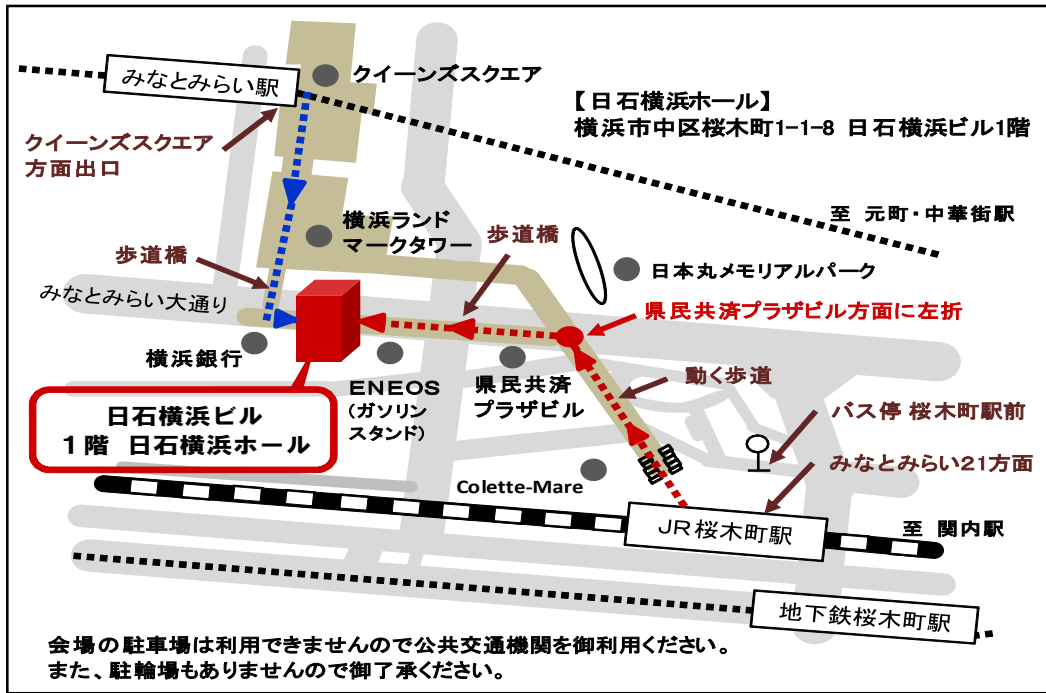 みなとみらい駅
クイーンズスクエア
【日石横浜ホール】
横浜市中区桜木町1-1-8 日石横浜ビル1階
クイーンズスクエア
方面出口
至 元町・中華街駅
横浜ランド
マークタワー
歩道橋
歩道橋
日本丸メモリアルパーク
みなとみらい大通り
県民共済プラザビル方面に左折
横浜銀行
ENEOS
(ガソリン
スタンド)
県民共済
プラザビル
動く歩道
日石横浜ビル
1階 日石横浜ホール
バス停 桜木町駅前
みなとみらい21方面
Colette-Mare
JR桜木町駅
至 関内駅
地下鉄桜木町駅
会場の駐車場は利用できませんので公共交通機関を御利用ください。
また、駐輪場もありませんので御了承ください。